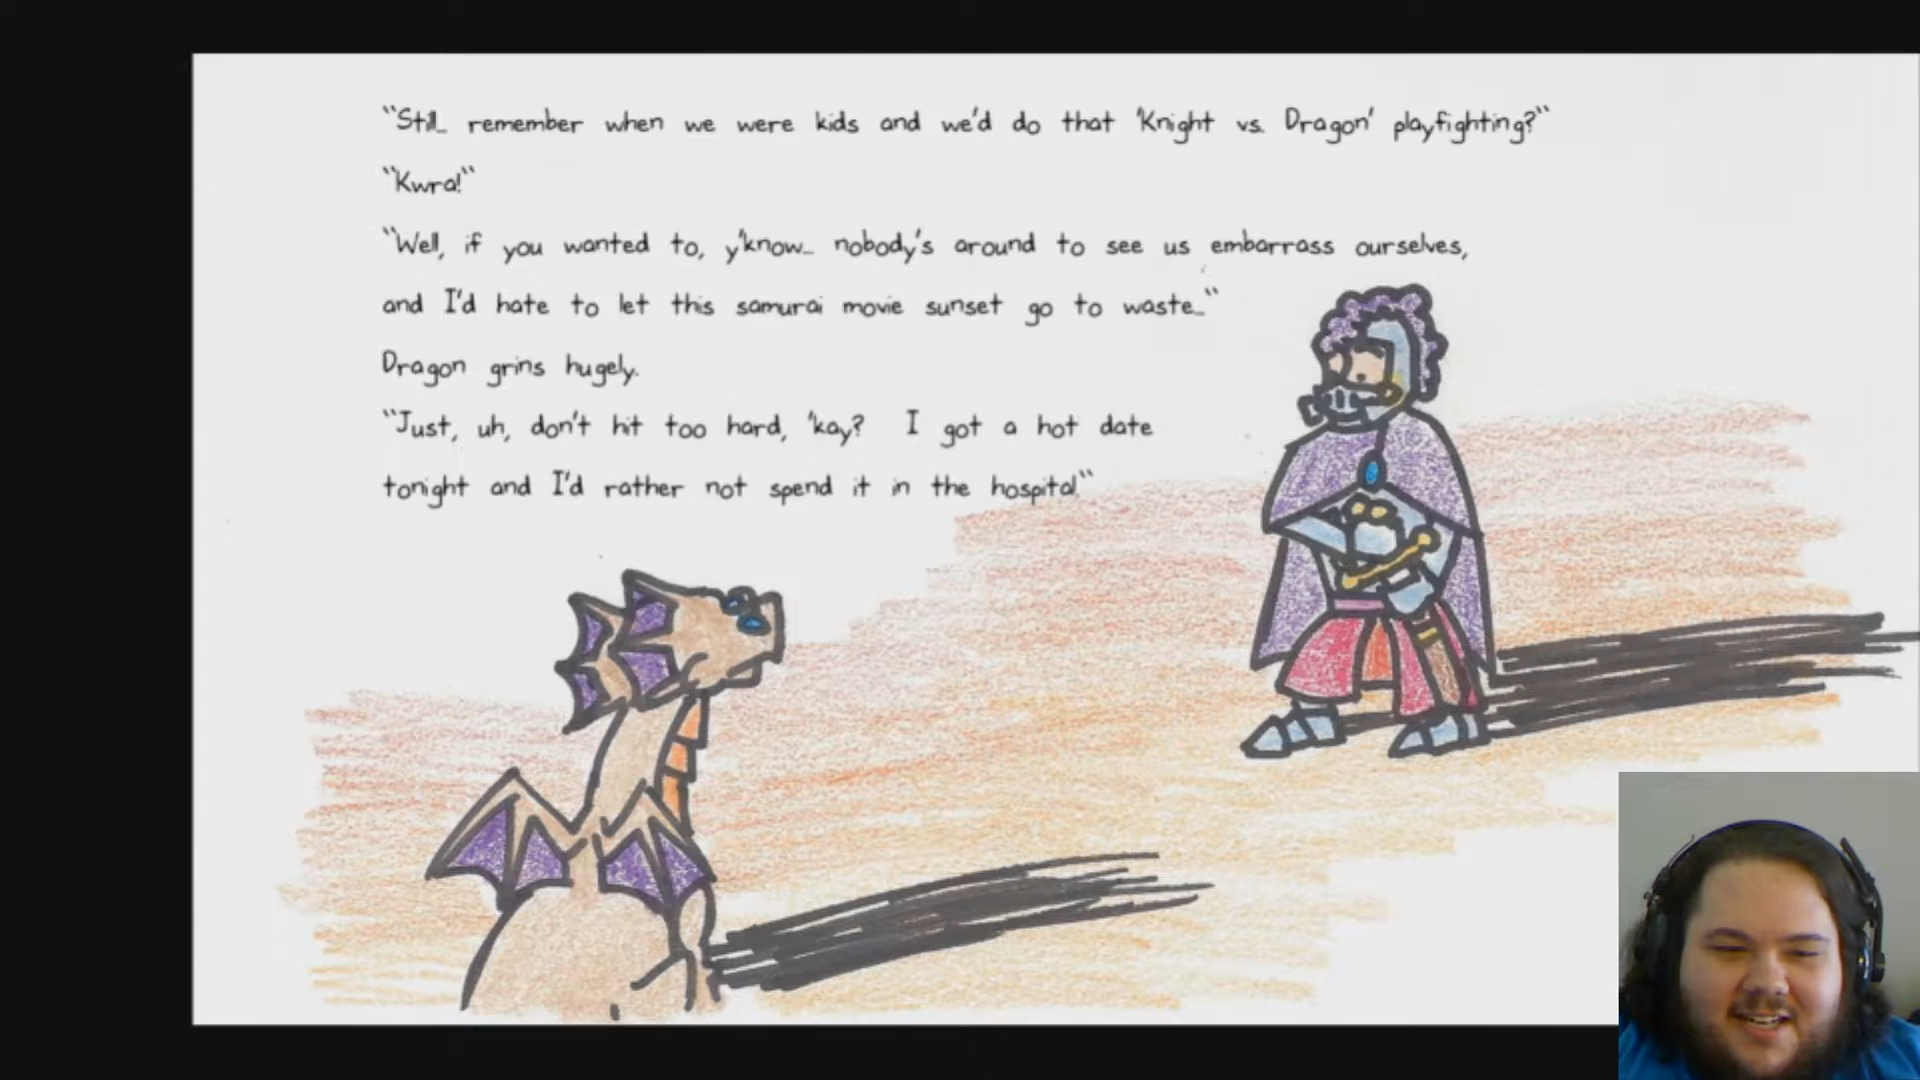 “Still... remember when we were kids and we'd do that 'Knight vs. Dragon' playfighting?“
“Kwra!“
“Well, if you wanted to, y'know... nobody's around to see us embarrass ourselves,
and I'd hate to let this samurai movie sunset go to waste...“
Dragon grins hugely.
“Just, uh, don't hit too hard, 'kay? I got a hot date
tonight and I'd rather not spend it in the hospital.“